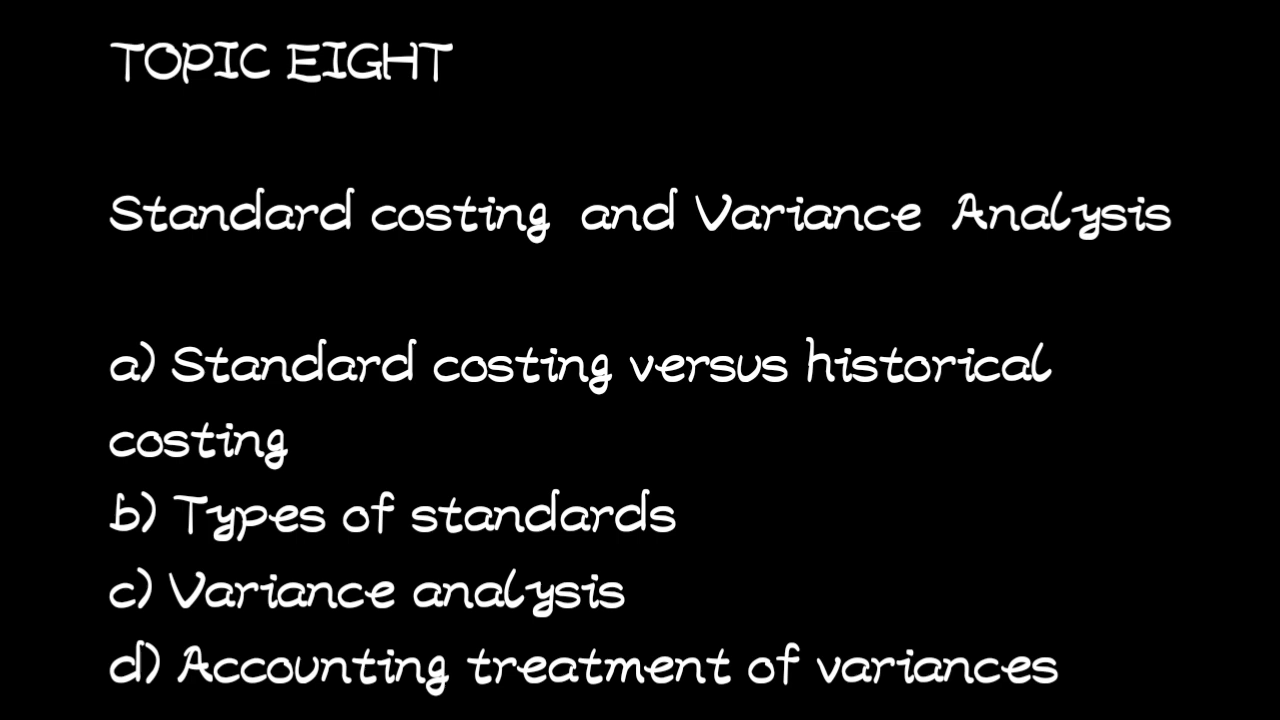 TOPIC EIGHT
Standard costing and Variance Analysis
a) Standard costing versus historical
costing
b) Types of standards
c) Variance analysis
d) Accounting treatment of variances